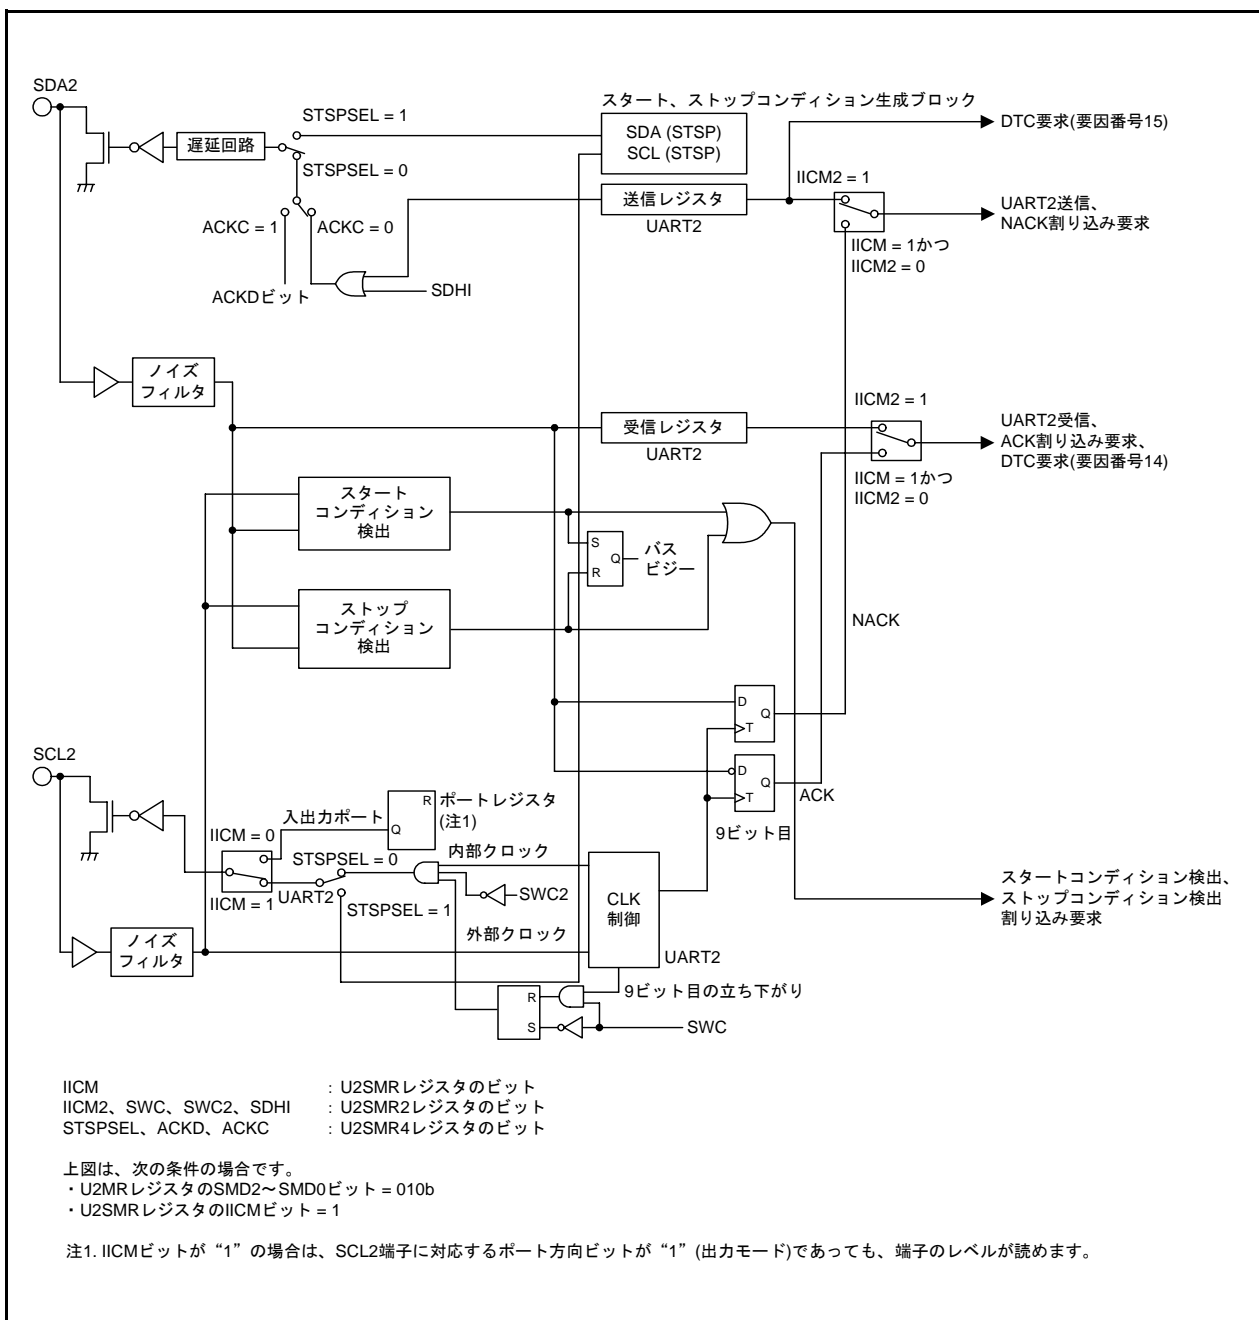 SDA2
STSPSEL = 1
遅延回路
STSPSEL = 0
ACKC = 1
ACKC = 0
ACKDビット
SDHI
スタート、ストップコンディション生成ブロック
SDA (STSP)
SCL (STSP)
送信レジスタ
UART2
DTC要求(要因番号15)
IICM2 = 1
UART2送信、
NACK割り込み要求
IICM = 1かつ
IICM2 = 0
ノイズ
フィルタ
受信レジスタ
UART2
IICM2 = 1
UART2受信、
ACK割り込み要求、
DTC要求(要因番号14)
IICM = 1かつ
IICM2 = 0
スタート
コンディション
検出
S
R
Q
バス
ビジー
ストップ
コンディション
検出
NACK
D
Q
T
D
Q
T
ACK
9ビット目
SCL2
入出力ポート
R
Q
ポートレジスタ
(注1)
IICM = 0
IICM = 1
UART2
STSPSEL = 0
STSPSEL = 1
内部クロック
SWC2
外部クロック
CLK
制御
UART2
ノイズ
フィルタ
9ビット目の立ち下がり
R
S
SWC
スタートコンディション検出、
ストップコンディション検出
割り込み要求
IICM : U2SMRレジスタのビット
IICM2、SWC、SWC2、SDHI : U2SMR2レジスタのビット
STSPSEL、ACKD、ACKC : U2SMR4レジスタのビット
上図は、次の条件の場合です。
・U2MRレジスタのSMD2～SMD0ビット = 010b
・U2SMRレジスタのIICMビット = 1
注1. IICMビットが“1”の場合は、SCL2端子に対応するポート方向ビットが“1”(出力モード)であっても、端子のレベルが読めます。